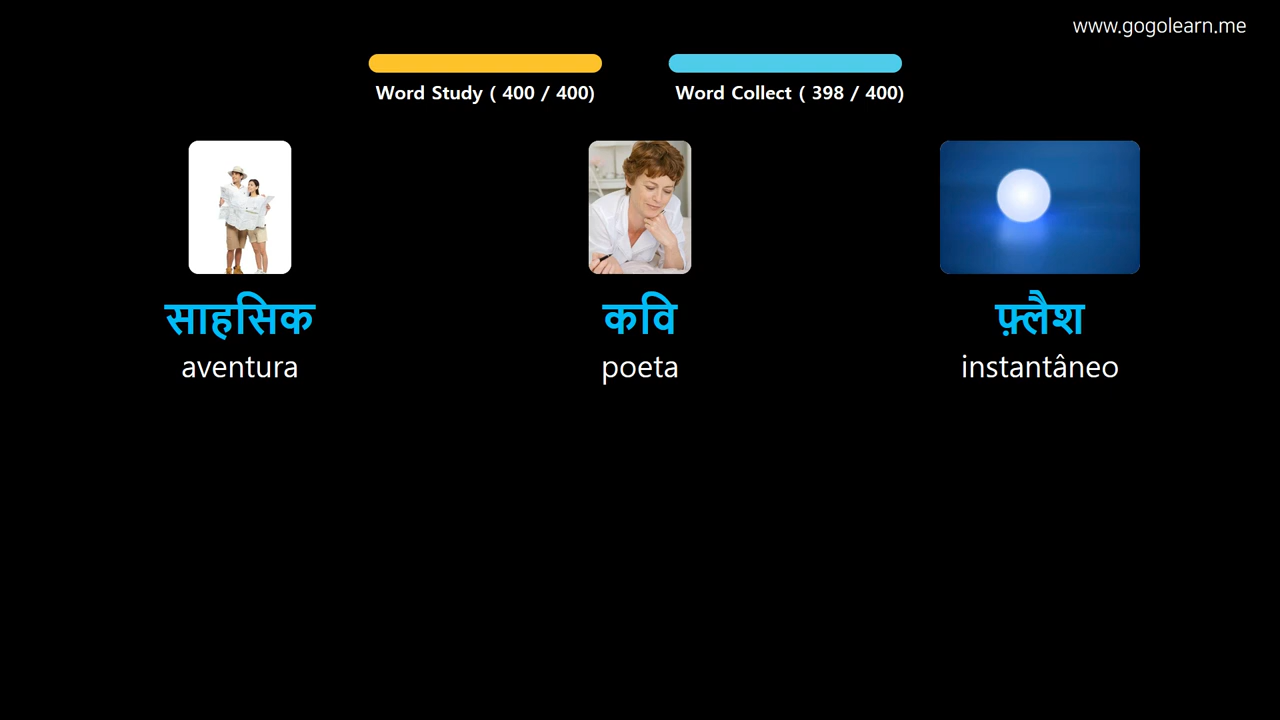 www.gogolearn.me
Word Study ( 400 / 400)
Word Collect ( 398 / 400)
साहसिक
कवि
फ़्लैश
aventura
poeta
instantâneo